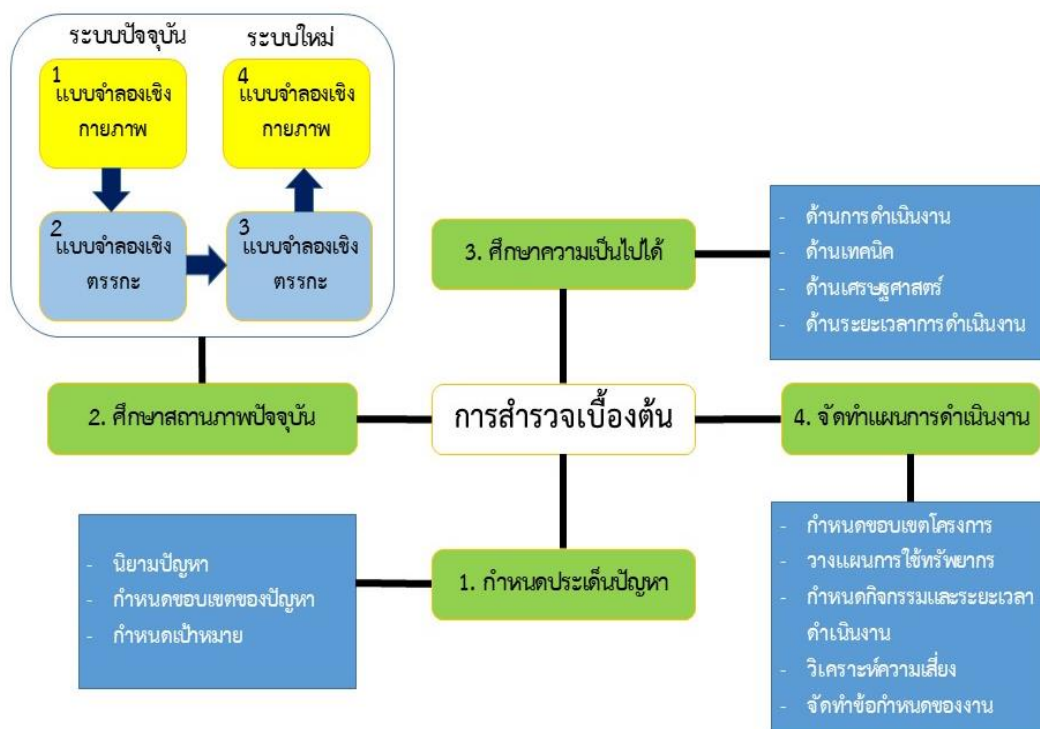 ระบบปัจจุบัน
ระบบใหม่
1
แบบจำลองเชิง
กายภาพ
4
แบบจำลองเชิง
กายภาพ
2
แบบจำลองเชิง
ตรรกะ
3
แบบจำลองเชิง
ตรรกะ
3. ศึกษาความเป็นไปได้
- ด้านการดำเนินงาน
- ด้านเทคนิค
- ด้านเศรษฐศาสตร์
- ด้านระยะเวลาการดำเนินงาน
2. ศึกษาสถานภาพปัจจุบัน
การสำรวจเบื้องต้น
4. จัดทำแผนการดำเนินงาน
- นิยามปัญหา
- กำหนดขอบเขตของปัญหา
- กำหนดเป้าหมาย
1. กำหนดประเด็นปัญหา
- กำหนดขอบเขตโครงการ
- วางแผนการใช้ทรัพยากร
- กำหนดกิจกรรมและระยะเวลา
ดำเนินงาน
- วิเคราะห์ความเสี่ยง
- จัดทำข้อกำหนดของงาน